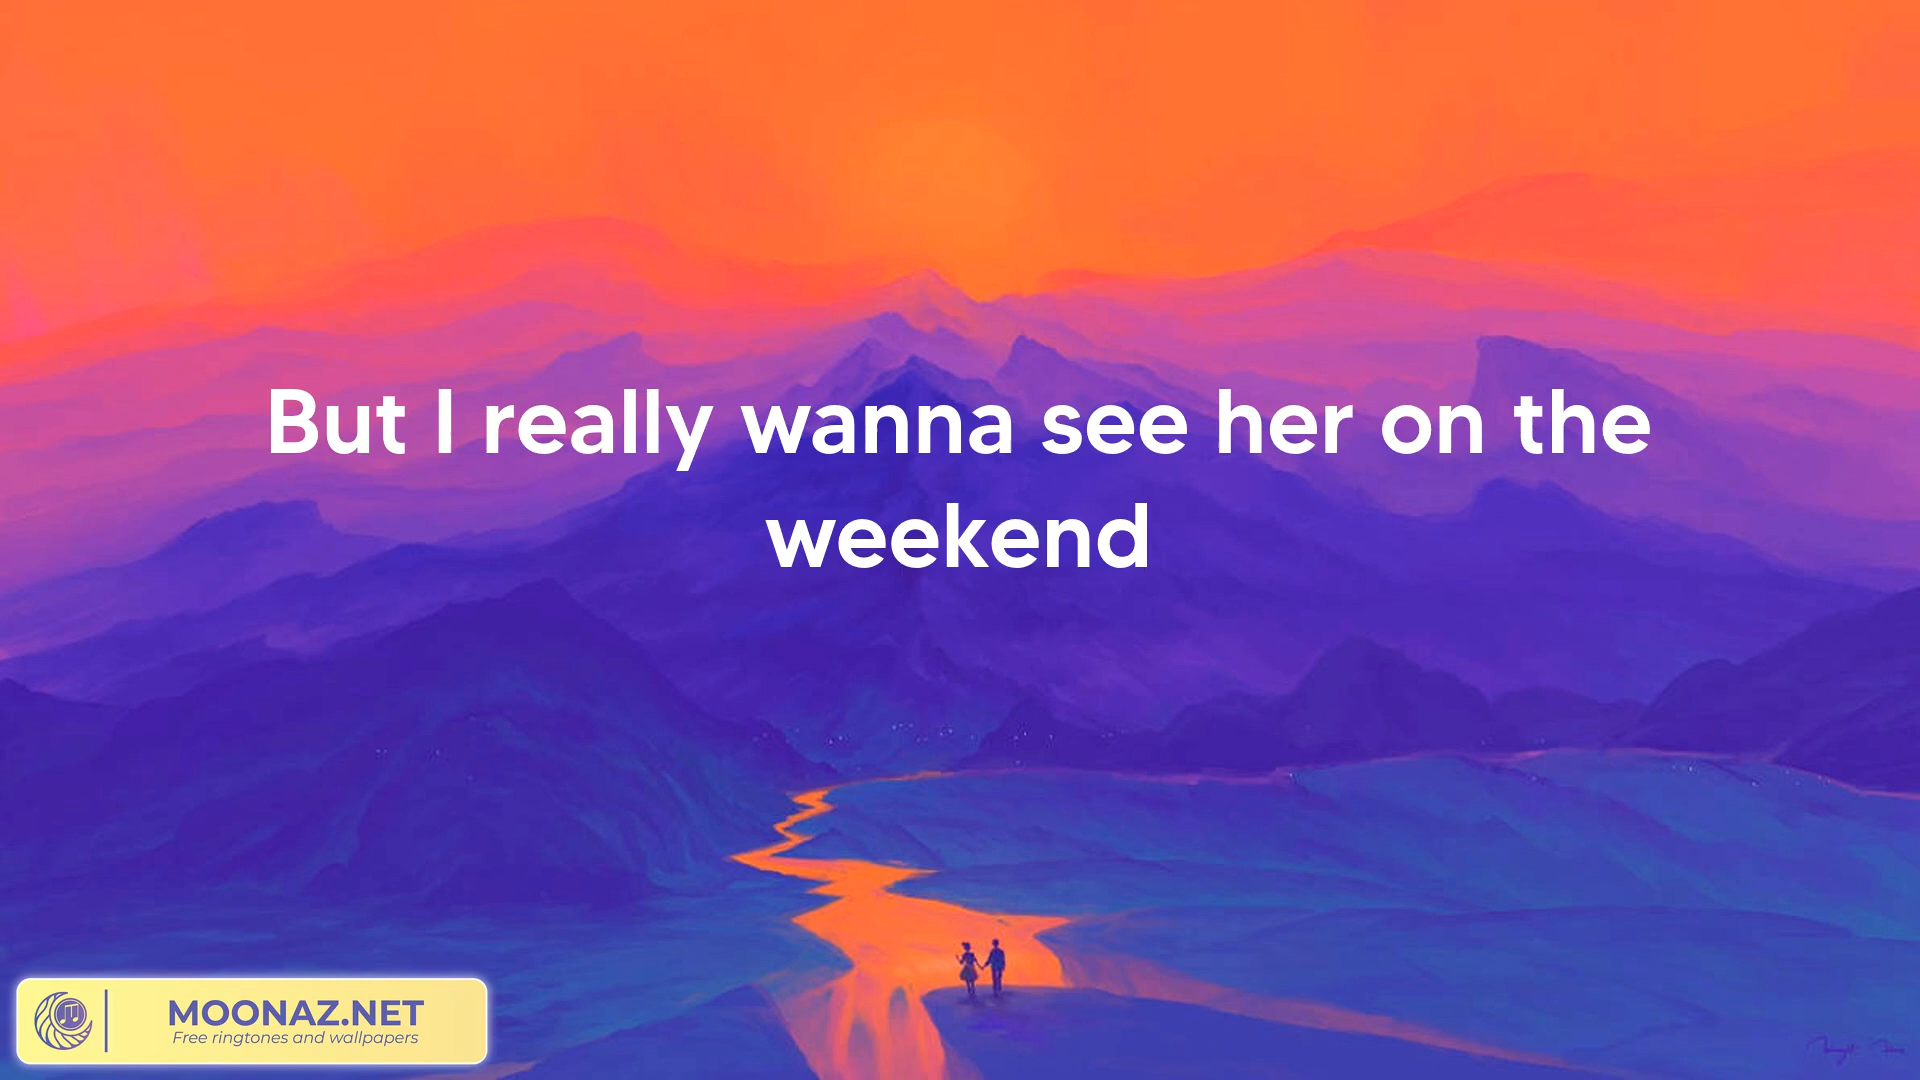 But I really wanna see her on the
weekend
MOONAZ.NET
Free ringtones and wallpapers